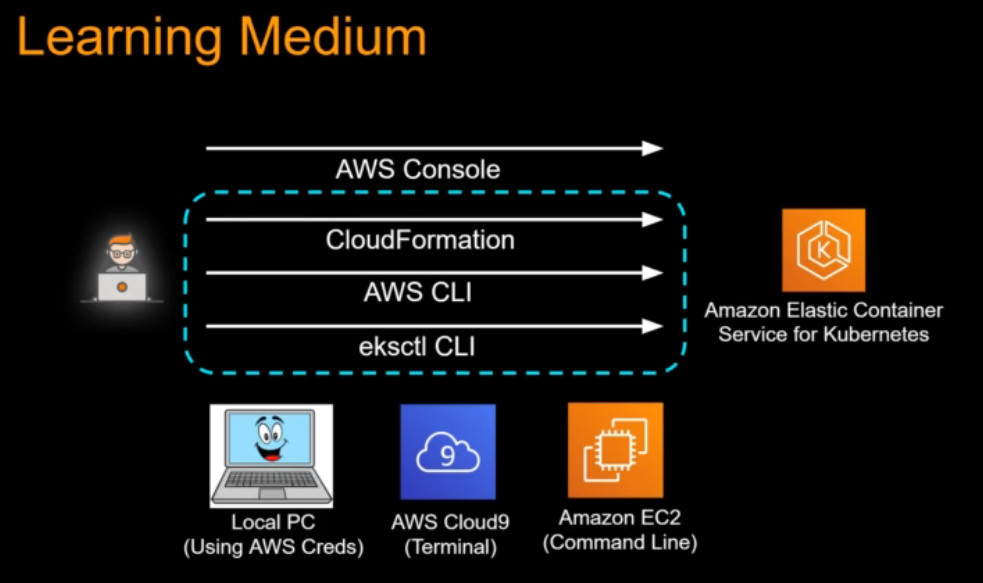 Learning Medium
AWS Console
CloudFormation
AWS CLI
eksctl CLI
K
Amazon Elastic Container
Service for Kubernetes
9
Local PC
(Using AWS Creds)
AWS Cloud9
(Terminal)
Amazon EC2
(Command Line)